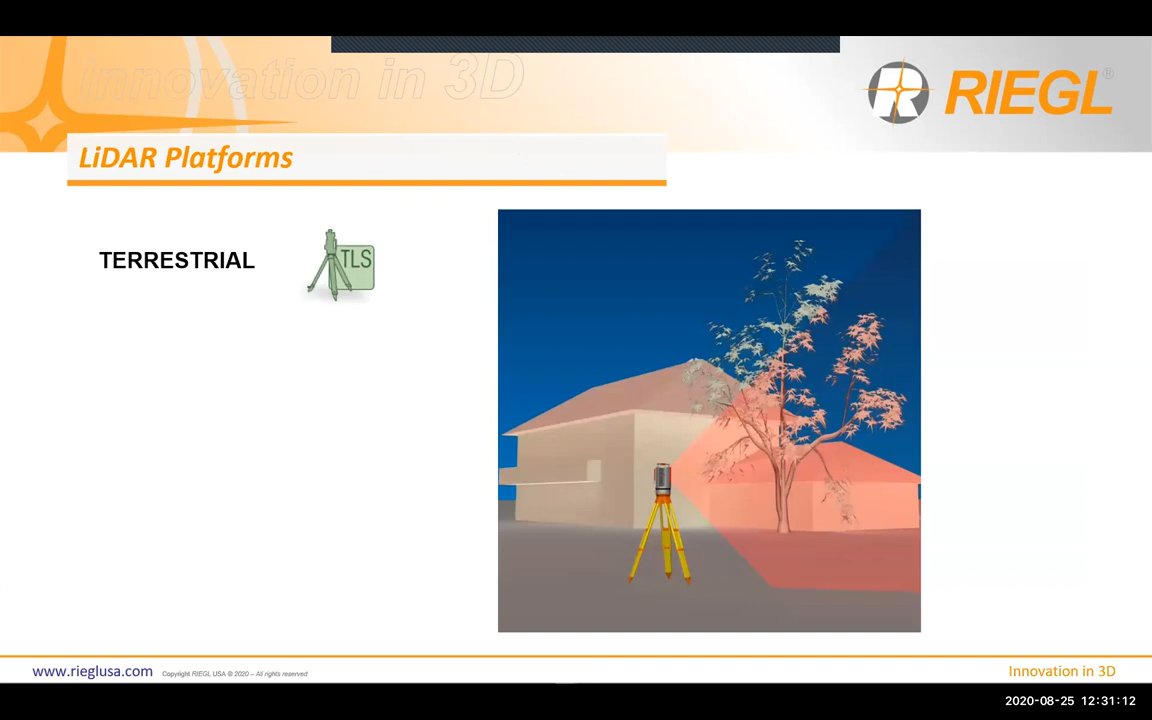 Innovation in 3D
RIEGL®
LiDAR Platforms
TERRESTRIAL
TLS
www.rieglusa.com
Copyright RIEGL USA © 2020 – All rights reserved.
Innovation in 3D
2020-08-25 12:31:12